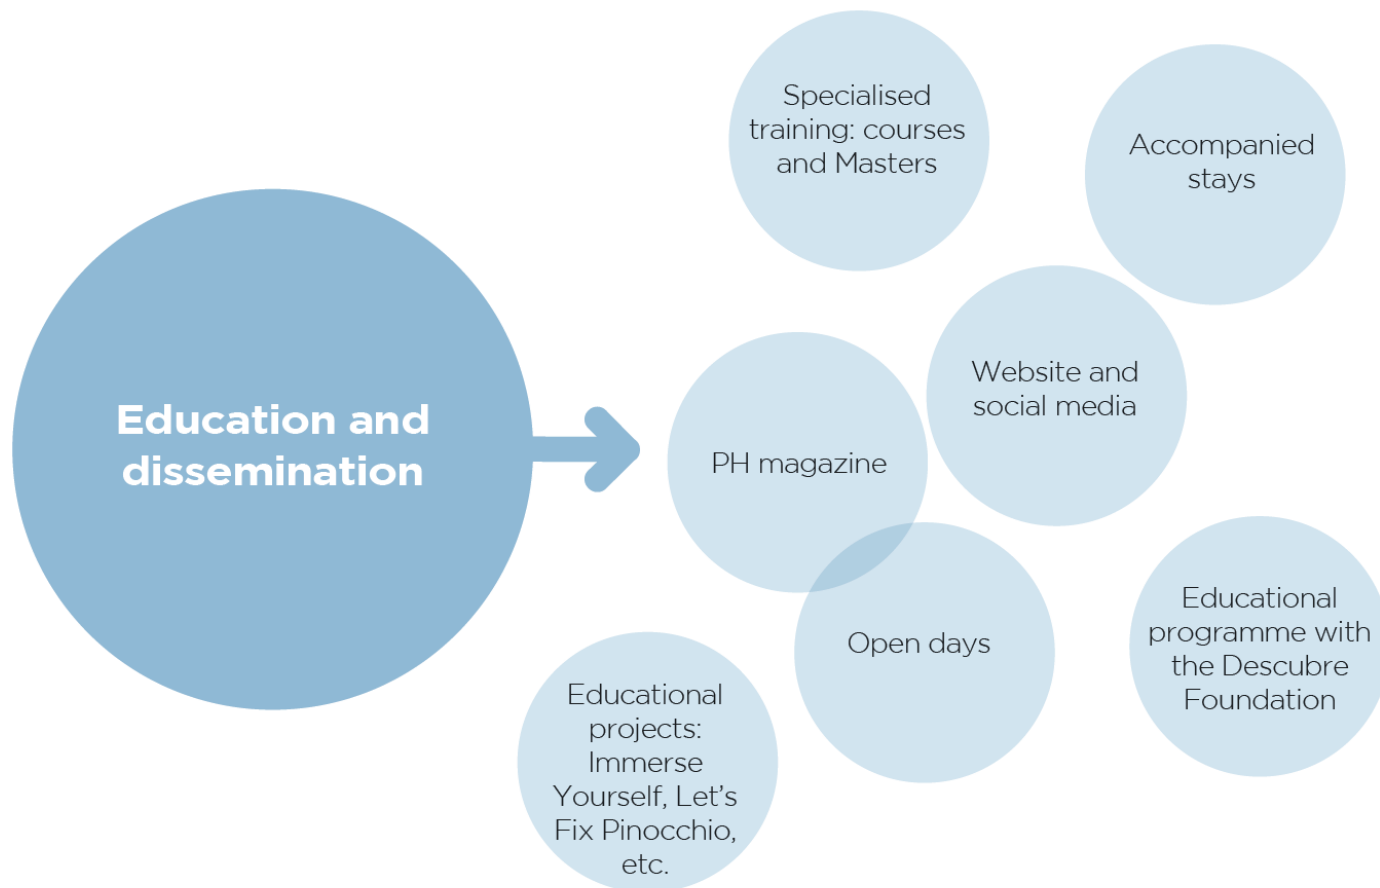 Education and
dissemination
Specialised
training: courses
and Masters
Accompanied
stays
Website and
social media
PH magazine
Open days
Educational
programme with
the Descubre
Foundation
Educational
projects:
Immerse
Yourself, Let’s
Fix Pinocchio,
etc.